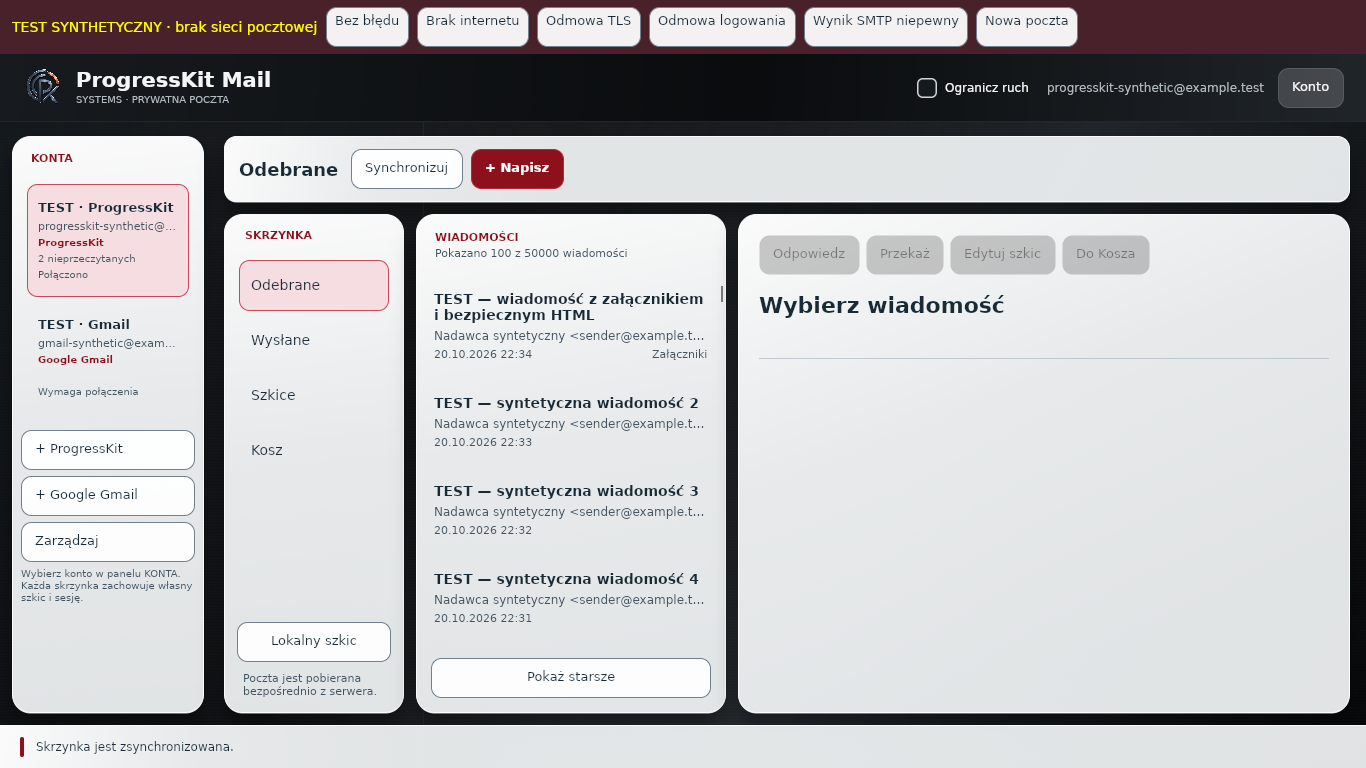 TEST SYNTETYCZNY · brak sieci pocztowej
Bez błędu
Brak internetu
Odmowa TLS
Odmowa logowania
Wynik SMTP niepewny
Nowa poczta
ProgressKit Mail
SYSTEMS · PRYWATNA POCZTA
Ogranicz ruch
progresskit-synthetic@example.test
Konto
KONTA
TEST · ProgressKit
progresskit-synthetic@...
ProgressKit
2 nieprzeczytanych
Połączono
TEST · Gmail
gmail-synthetic@exam...
Google Gmail
Wymaga połączenia
+ ProgressKit
+ Google Gmail
Zarządzaj
Wybierz konto w panelu KONTA.
Każda skrzynka zachowuje własny
szkic i sesję.
Odebrane
Synchronizuj
+ Napisz
SKRZYNKA
Odebrane
Wysłane
Szkice
Kosz
Lokalny szkic
Poczta jest pobierana
bezpośrednio z serwera.
WIADOMOŚCI
Pokazano 100 z 50000 wiadomości
TEST — wiadomość z załącznikiem
i bezpiecznym HTML
Nadawca syntetyczny <sender@example.t...
20.10.2026 22:34
Załączniki
TEST — syntetyczna wiadomość 2
Nadawca syntetyczny <sender@example.t...
20.10.2026 22:33
TEST — syntetyczna wiadomość 3
Nadawca syntetyczny <sender@example.t...
20.10.2026 22:32
TEST — syntetyczna wiadomość 4
Nadawca syntetyczny <sender@example.t...
20.10.2026 22:31
Pokaż starsze
Odpowiedz
Przekaż
Edytuj szkic
Do Kosza
Wybierz wiadomość
Skrzynka jest zsynchronizowana.